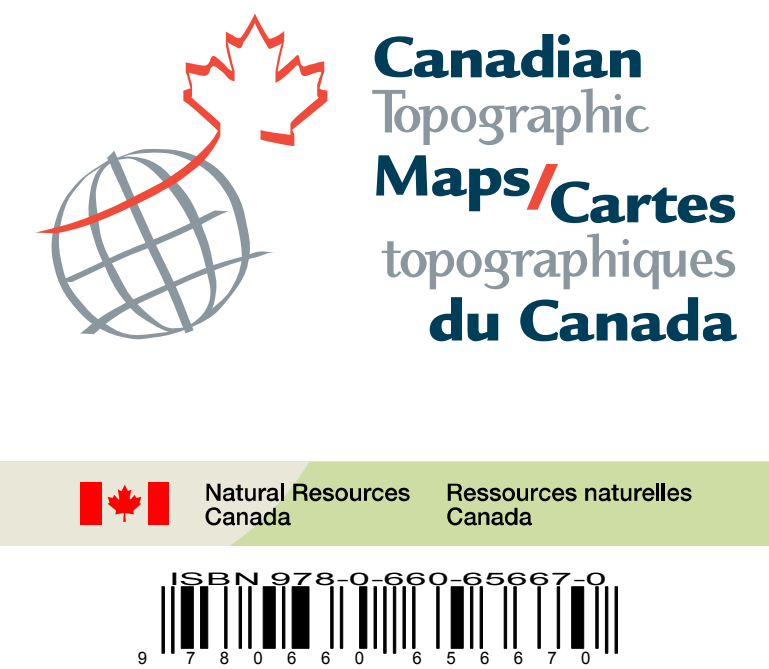 Canadian
Topographic
Maps/Cartes
topographiques
du Canada
Natural Resources
Canada
Ressources naturelles
Canada
ISBN 978-0-660-65667-0
9 780660 656670